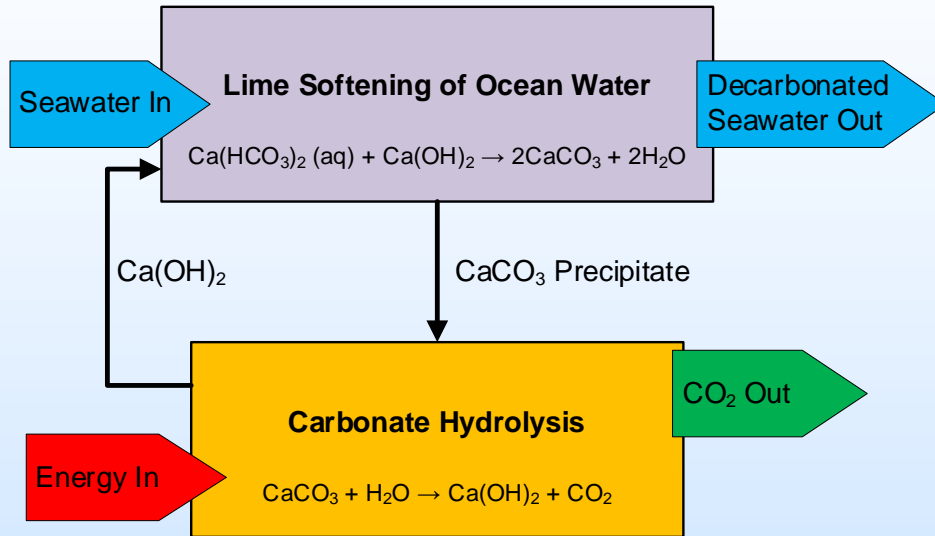 Lime Softening of Ocean Water
Seawater In
Decarbonated
Seawater Out
Ca(HCO₃)₂ (aq) + Ca(OH)₂ → 2CaCO₃ + 2H₂O
Ca(OH)₂
CaCO₃ Precipitate
CO₂ Out
Carbonate Hydrolysis
Energy In
CaCO₃ + H₂O → Ca(OH)₂ + CO₂